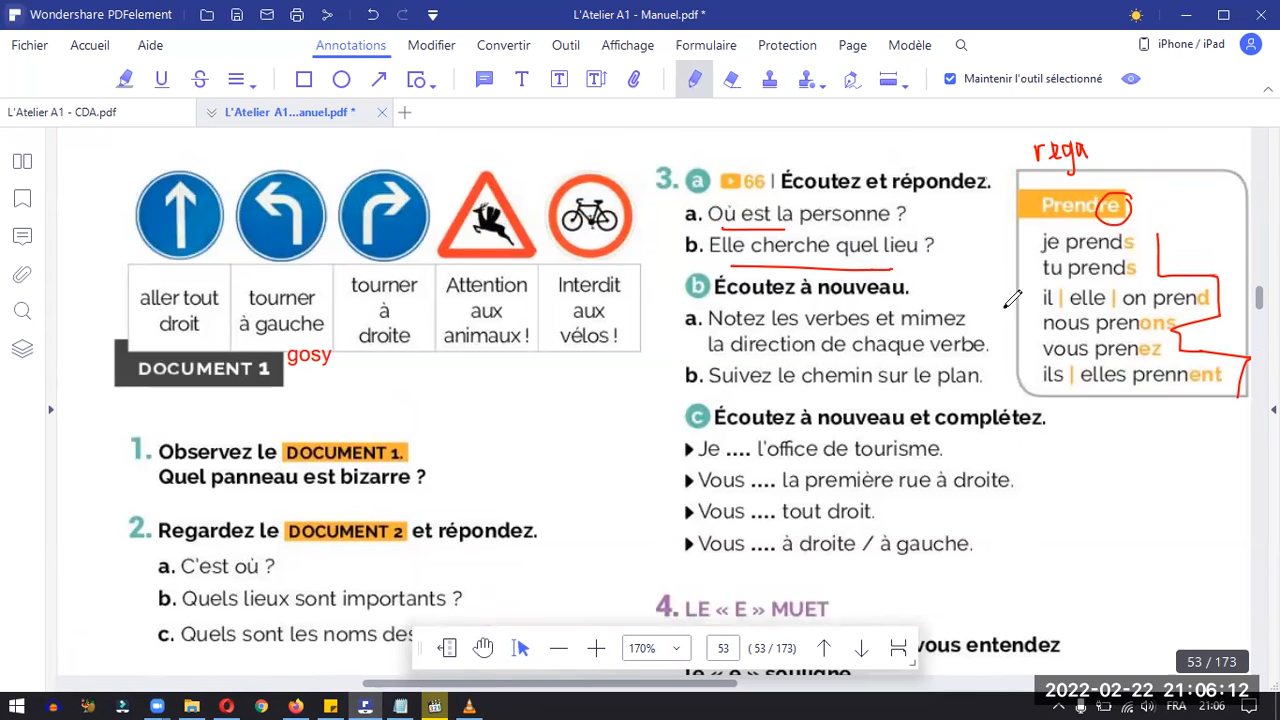 Wondershare PDFelement
L'Atelier A1 - Manuel.pdf *
Fichier Accueil Aide Annotations Modifier Convertir Outil Affichage Formulaire Protection Page Modèle iPhone / iPad
Maintenir l'outil sélectionné
L'Atelier A1 - CDA.pdf
L'Atelier A1...anuel.pdf *
aller tout droit
tourner à gauche
tourner à droite
Attention aux animaux !
Interdit aux vélos !
gosy
DOCUMENT 1
1. Observez le DOCUMENT 1.
Quel panneau est bizarre ?
2. Regardez le DOCUMENT 2 et répondez.
a. C'est où ?
b. Quels lieux sont importants ?
c. Quels sont les noms des
3. a 66 | Écoutez et répondez.
a. Où est la personne ?
b. Elle cherche quel lieu ?
b Écoutez à nouveau.
a. Notez les verbes et mimez
la direction de chaque verbe.
b. Suivez le chemin sur le plan.
c Écoutez à nouveau et complétez.
Je .... l'office de tourisme.
Vous .... la première rue à droite.
Vous .... tout droit.
Vous .... à droite / à gauche.
4. LE « E » MUET
vous entendez
le « e » souligné
rega
Prendre
je prends
tu prends
il | elle | on prend
nous prenons
vous prenez
ils | elles prennent
170% 53 (53 / 173)
53 / 173
2022-02-22 21:06:12
FRA 21:06